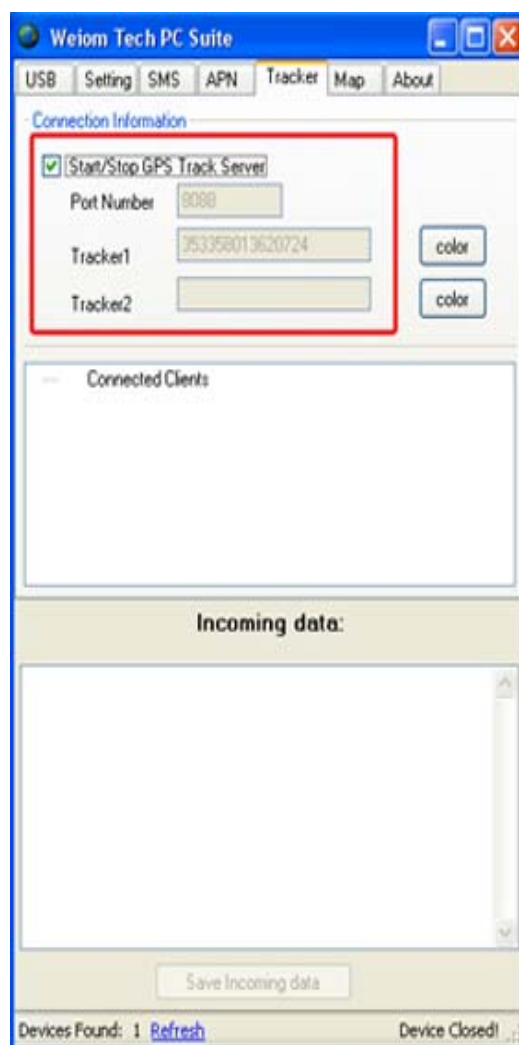 Weiom Tech PC Suite
USB Setting SMS APN Tracker Map About
Connection Information
Start/Stop GPS Track Server
Port Number 8088
Tracker1 353358013620724 color
Tracker2 color
Connected Clients
Incoming data:
Save Incoming data
Devices Found: 1 Refresh Device Closed!